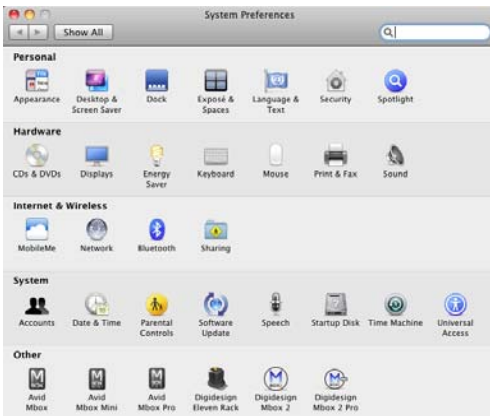 System Preferences
Show All
Personal
Appearance
Desktop &
Screen Saver
Dock
Exposé &
Spaces
Language &
Text
Security
Spotlight
Hardware
CDs & DVDs
Displays
Energy
Saver
Keyboard
Mouse
Print & Fax
Sound
Internet & Wireless
MobileMe
Network
Bluetooth
Sharing
System
Accounts
Date & Time
Parental
Controls
Software
Update
Speech
Startup Disk
Time Machine
Universal
Access
Other
Avid
Mbox
Avid
Mbox Mini
Avid
Mbox Pro
Digidesign
Eleven Rack
Digidesign
Mbox 2
Digidesign
Mbox 2 Pro